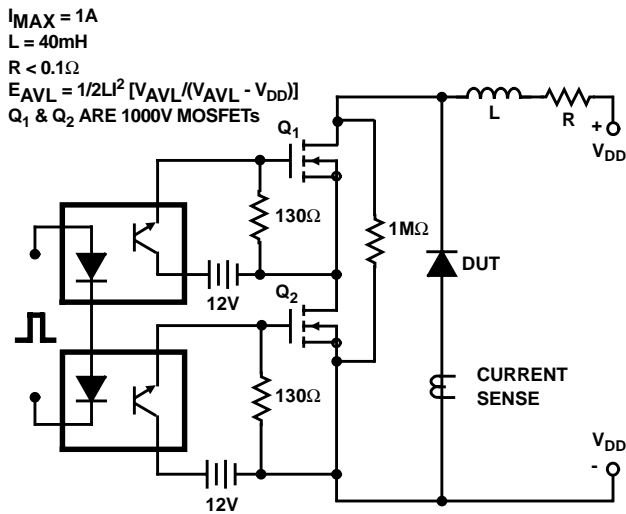 IMAX = 1A
L = 40mH
R < 0.1Ω
EAVL = 1/2LI² [VAVL/(VAVL - VDD)]
Q1 & Q2 ARE 1000V MOSFETs
L
R
+
VDD
Q1
130Ω
1MΩ
DUT
12V
Q2
CURRENT
SENSE
130Ω
VDD
-
12V